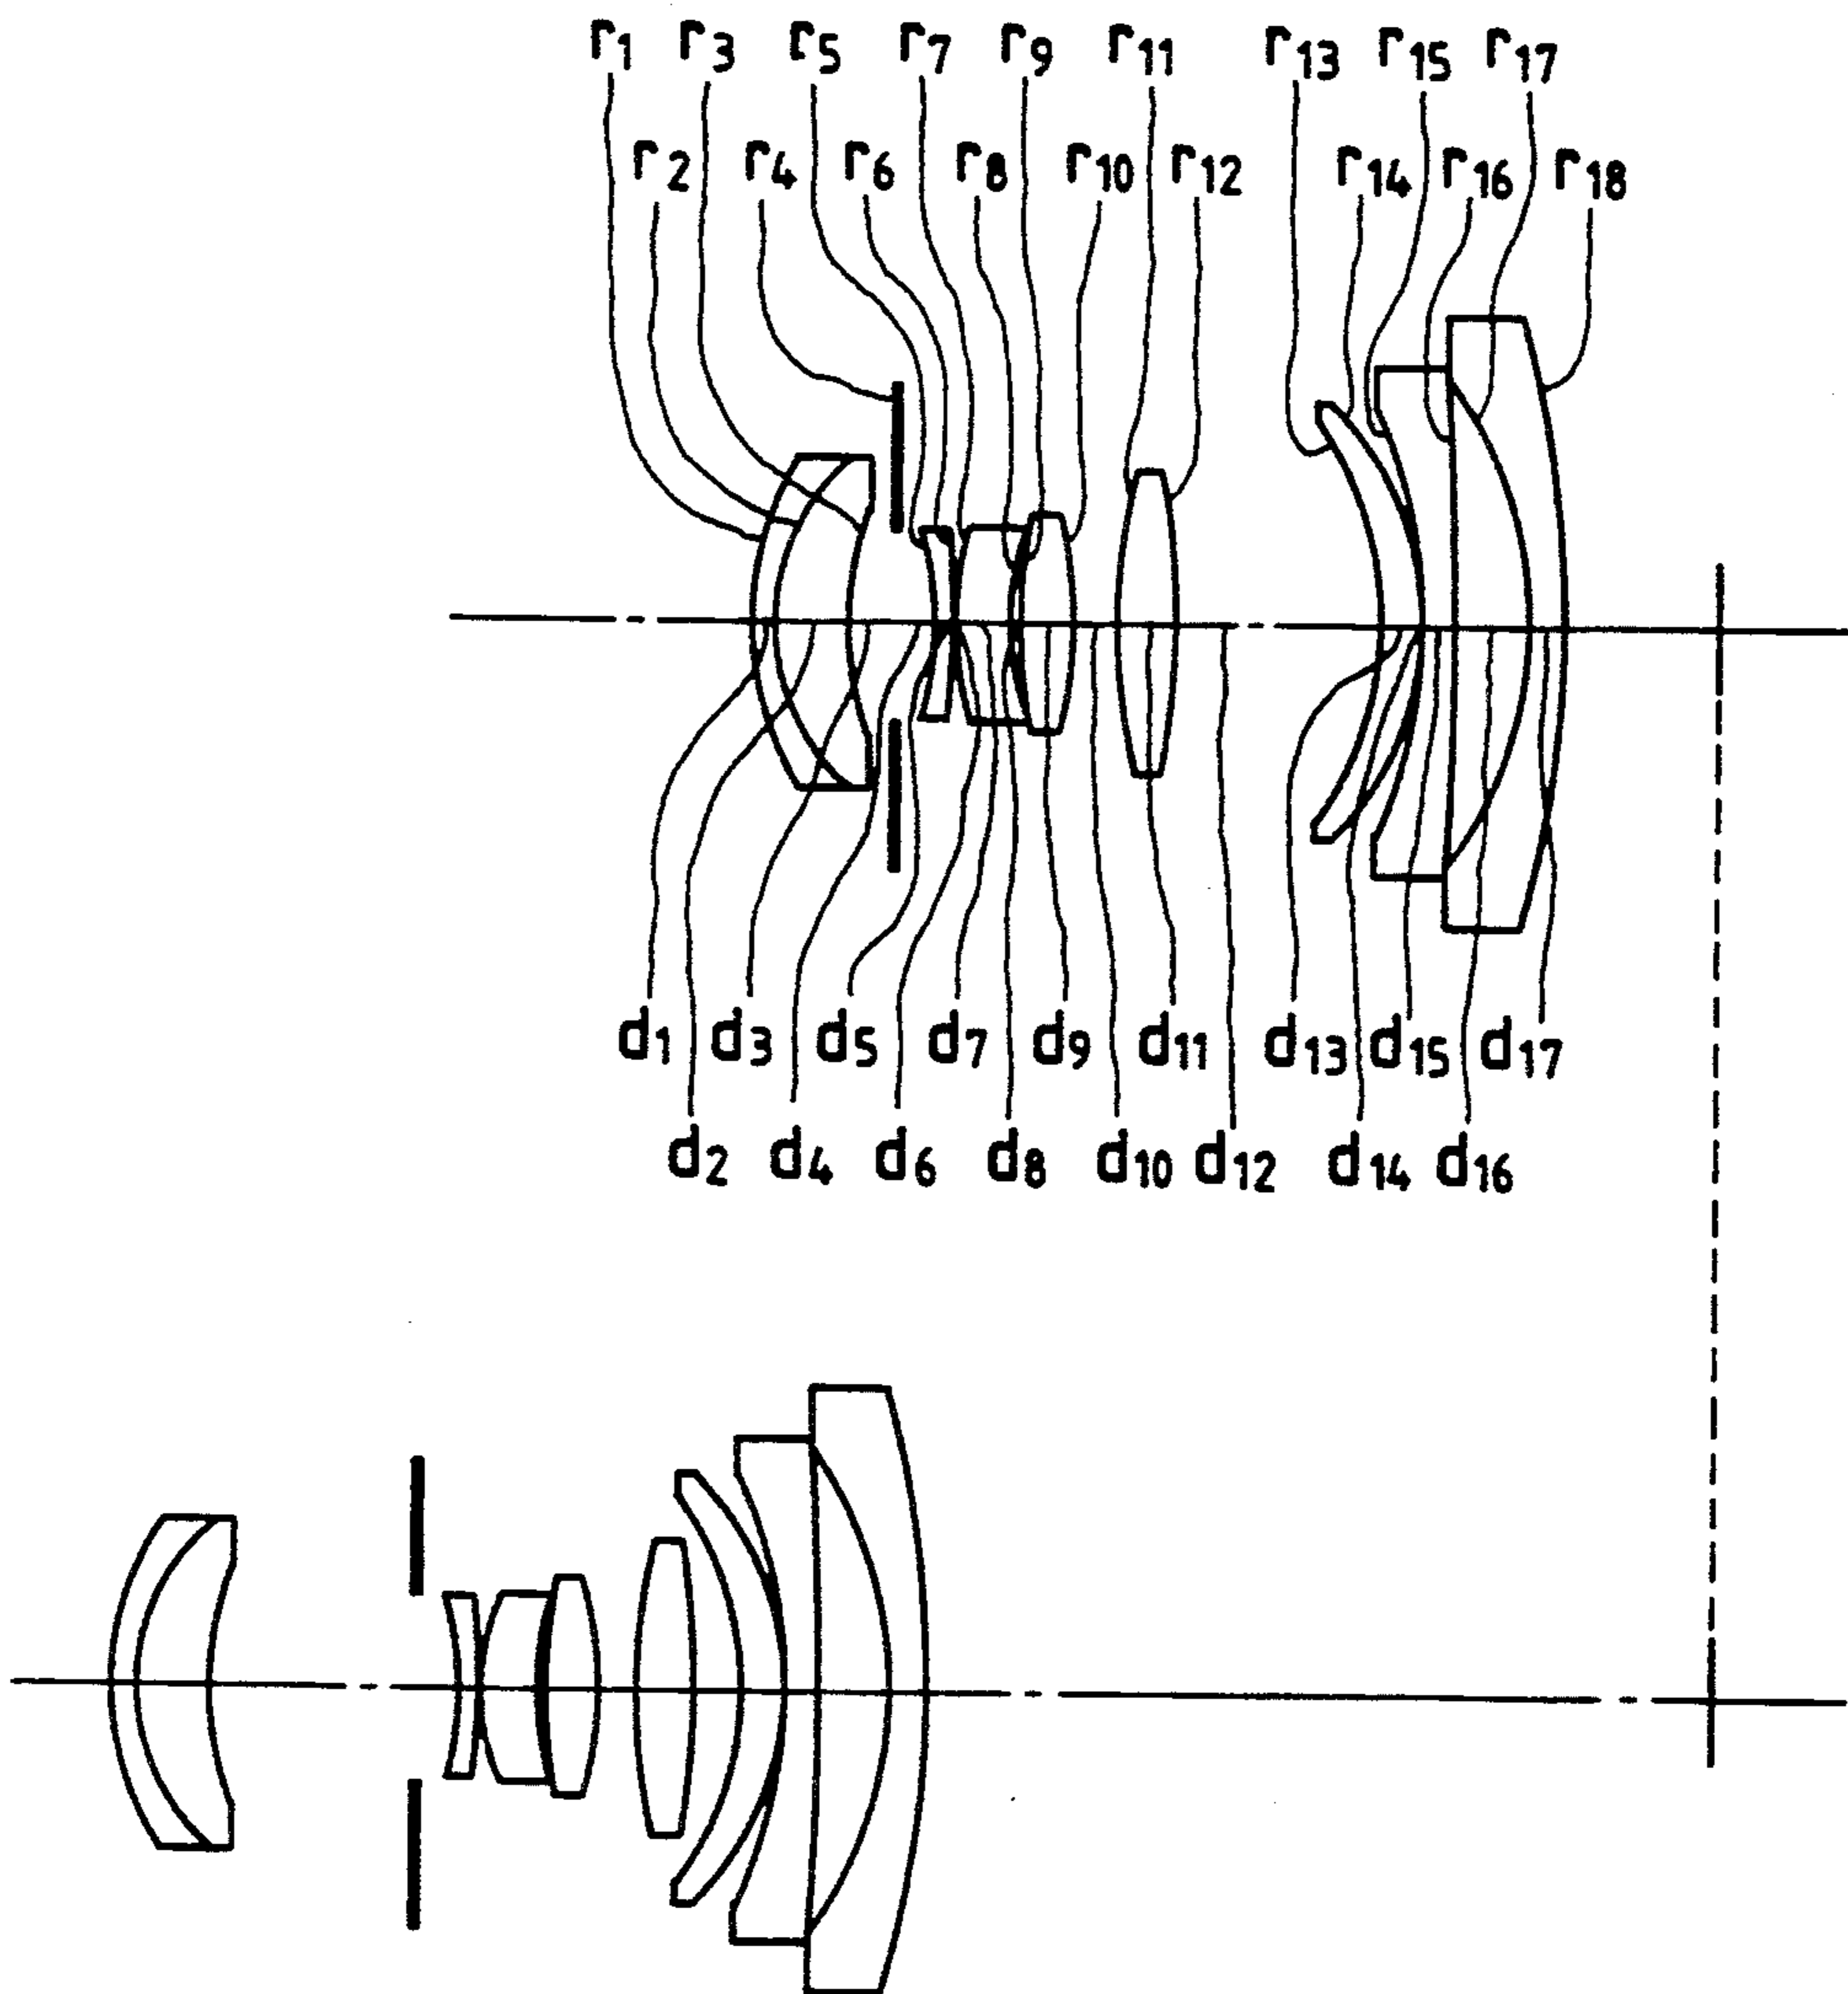 r1 r3 r5 r7 r9 r11 r13 r15 r17
r2 r4 r6 r8 r10 r12 r14 r16 r18
d1 d3 d5 d7 d9 d11 d13 d15 d17
d2 d4 d6 d8 d10 d12 d14 d16